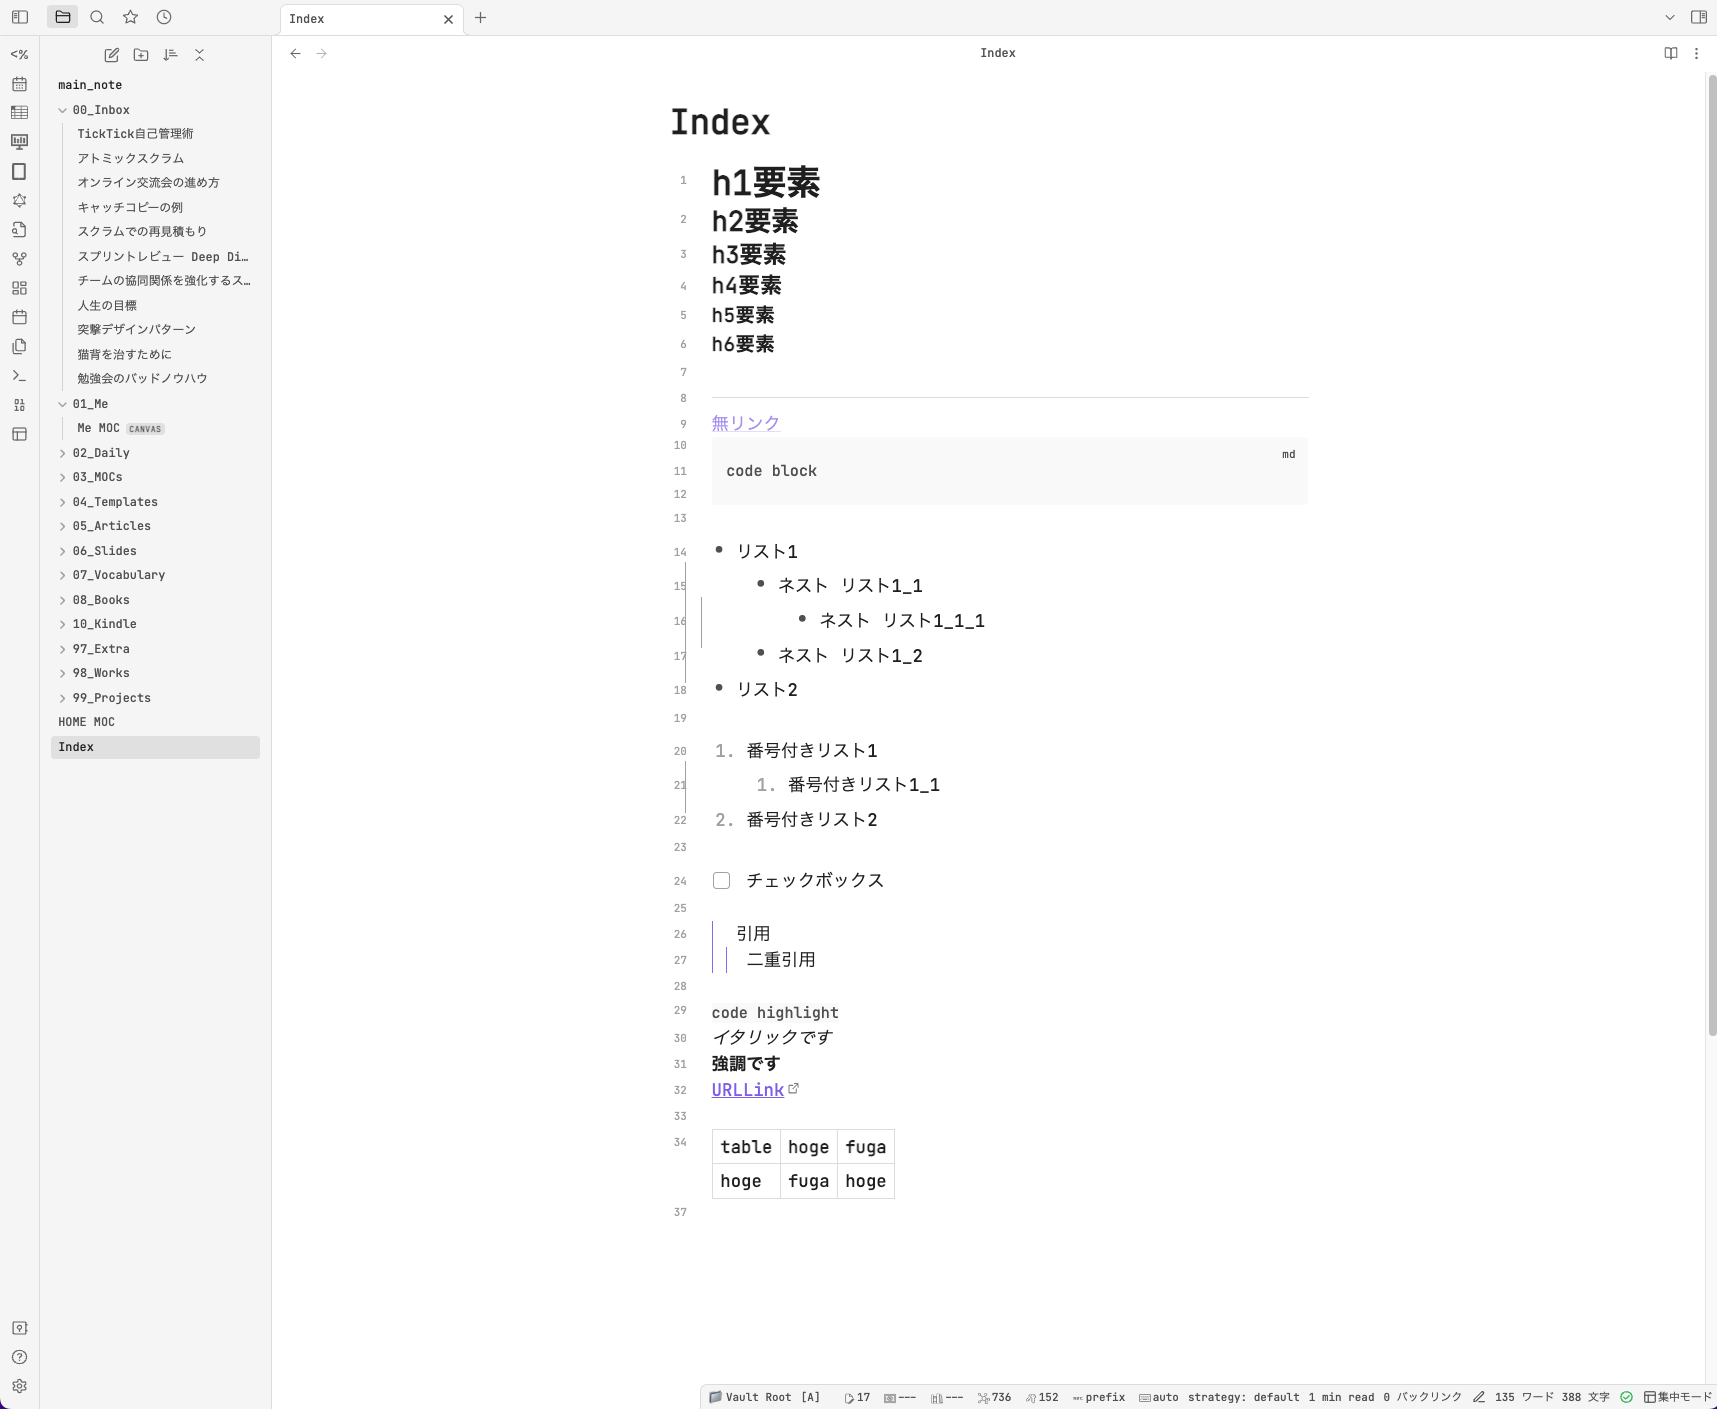 Index
Index
<%
main_note
00_Inbox
TickTick自己管理術
アトミックスクラム
オンライン交流会の進め方
キャッチコピーの例
スクラムでの再見積もり
スプリントレビュー Deep Di…
チームの協同関係を強化するス…
人生の目標
突撃デザインパターン
猫背を治すために
勉強会のバッドノウハウ
01_Me
Me MOC CANVAS
02_Daily
03_MOCs
04_Templates
05_Articles
06_Slides
07_Vocabulary
08_Books
10_Kindle
97_Extra
98_Works
99_Projects
HOME MOC
Index
Index
1 h1要素
2 h2要素
3 h3要素
4 h4要素
5 h5要素
6 h6要素
7
8
9 無リンク
10 md
11 code block
12
13
14 リスト1
15 ネスト リスト1_1
16 ネスト リスト1_1_1
17 ネスト リスト1_2
18 リスト2
19
20 1. 番号付きリスト1
21 1. 番号付きリスト1_1
22 2. 番号付きリスト2
23
24 チェックボックス
25
26 引用
27 二重引用
28
29 code highlight
30 イタリックです
31 強調です
32 URLLink
33
34 table hoge fuga
hoge fuga hoge
37
Vault Root [A] 17 --- --- 736 152 prefix auto strategy: default 1 min read 0 バックリンク 135 ワード 388 文字 集中モード